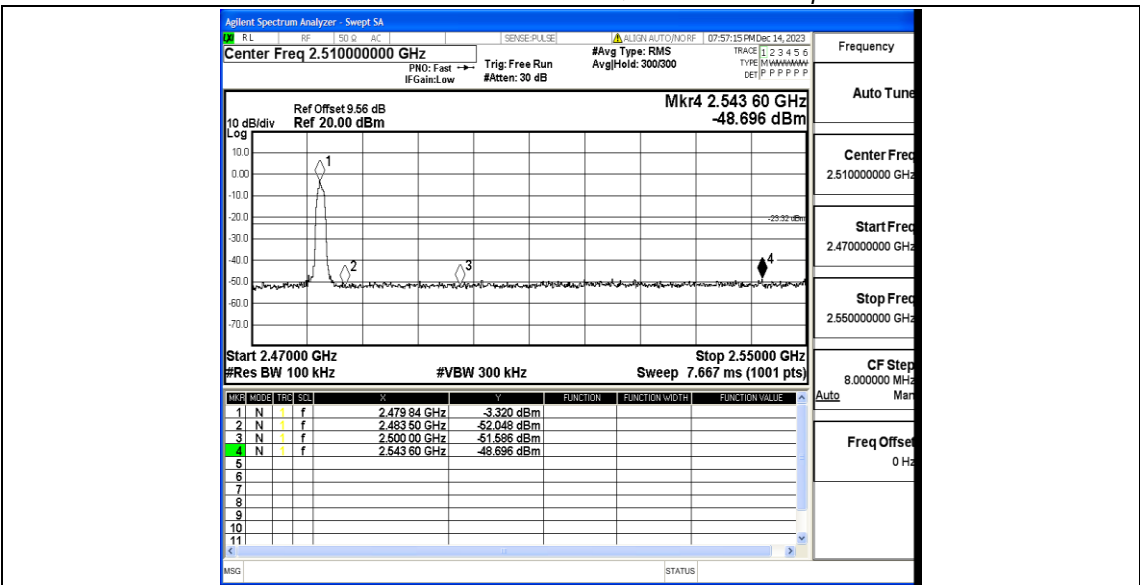 Agilent Spectrum Analyzer - Swept SA
RL RF 50 Ω AC SENSE:PULSE ALIGN AUTO/NO RF 07:57:15 PM Dec 14, 2023
Center Freq 2.510000000 GHz
PNO: Fast
IFGain:Low
Trig: Free Run
#Atten: 30 dB
#Avg Type: RMS
Avg|Hold: 300/300
TRACE 1 2 3 4 5 6
TYPE M
DET P P P P P P
Frequency
Auto Tune
Ref Offset 9.56 dB
Ref 20.00 dBm
10 dB/div
Log
Mkr4 2.543 60 GHz
-48.696 dBm
10.0
0.00
-10.0
-20.0
-30.0
-40.0
-50.0
-60.0
-70.0
1
2
3
4
-23.32 dBm
Center Freq
2.510000000 GHz
Start Freq
2.470000000 GHz
Stop Freq
2.550000000 GHz
Start 2.47000 GHz Stop 2.55000 GHz
#Res BW 100 kHz #VBW 300 kHz Sweep 7.667 ms (1001 pts)
CF Step
8.000000 MHz
Auto Man
MKR MODE TRC SCL X Y FUNCTION FUNCTION WIDTH FUNCTION VALUE
1 N 1 f 2.479 84 GHz -3.320 dBm
2 N 1 f 2.483 50 GHz -52.048 dBm
3 N 1 f 2.500 00 GHz -51.586 dBm
4 N 1 f 2.543 60 GHz -48.696 dBm
5
6
7
8
9
10
11
Freq Offset
0 Hz
MSG STATUS